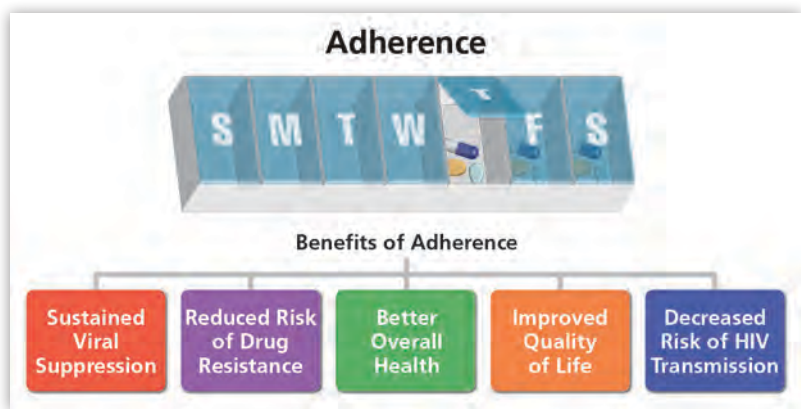 Adherence
S M T W T F S
Benefits of Adherence
Sustained
Viral
Suppression
Reduced Risk
of Drug
Resistance
Better
Overall
Health
Improved
Quality
of Life
Decreased
Risk of HIV
Transmission